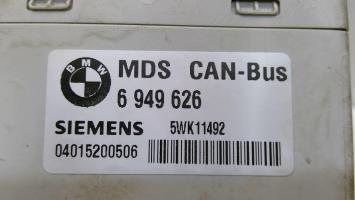 BMW
MDS CAN-Bus
6 949 626
SIEMENS 5WK11492
04015200506